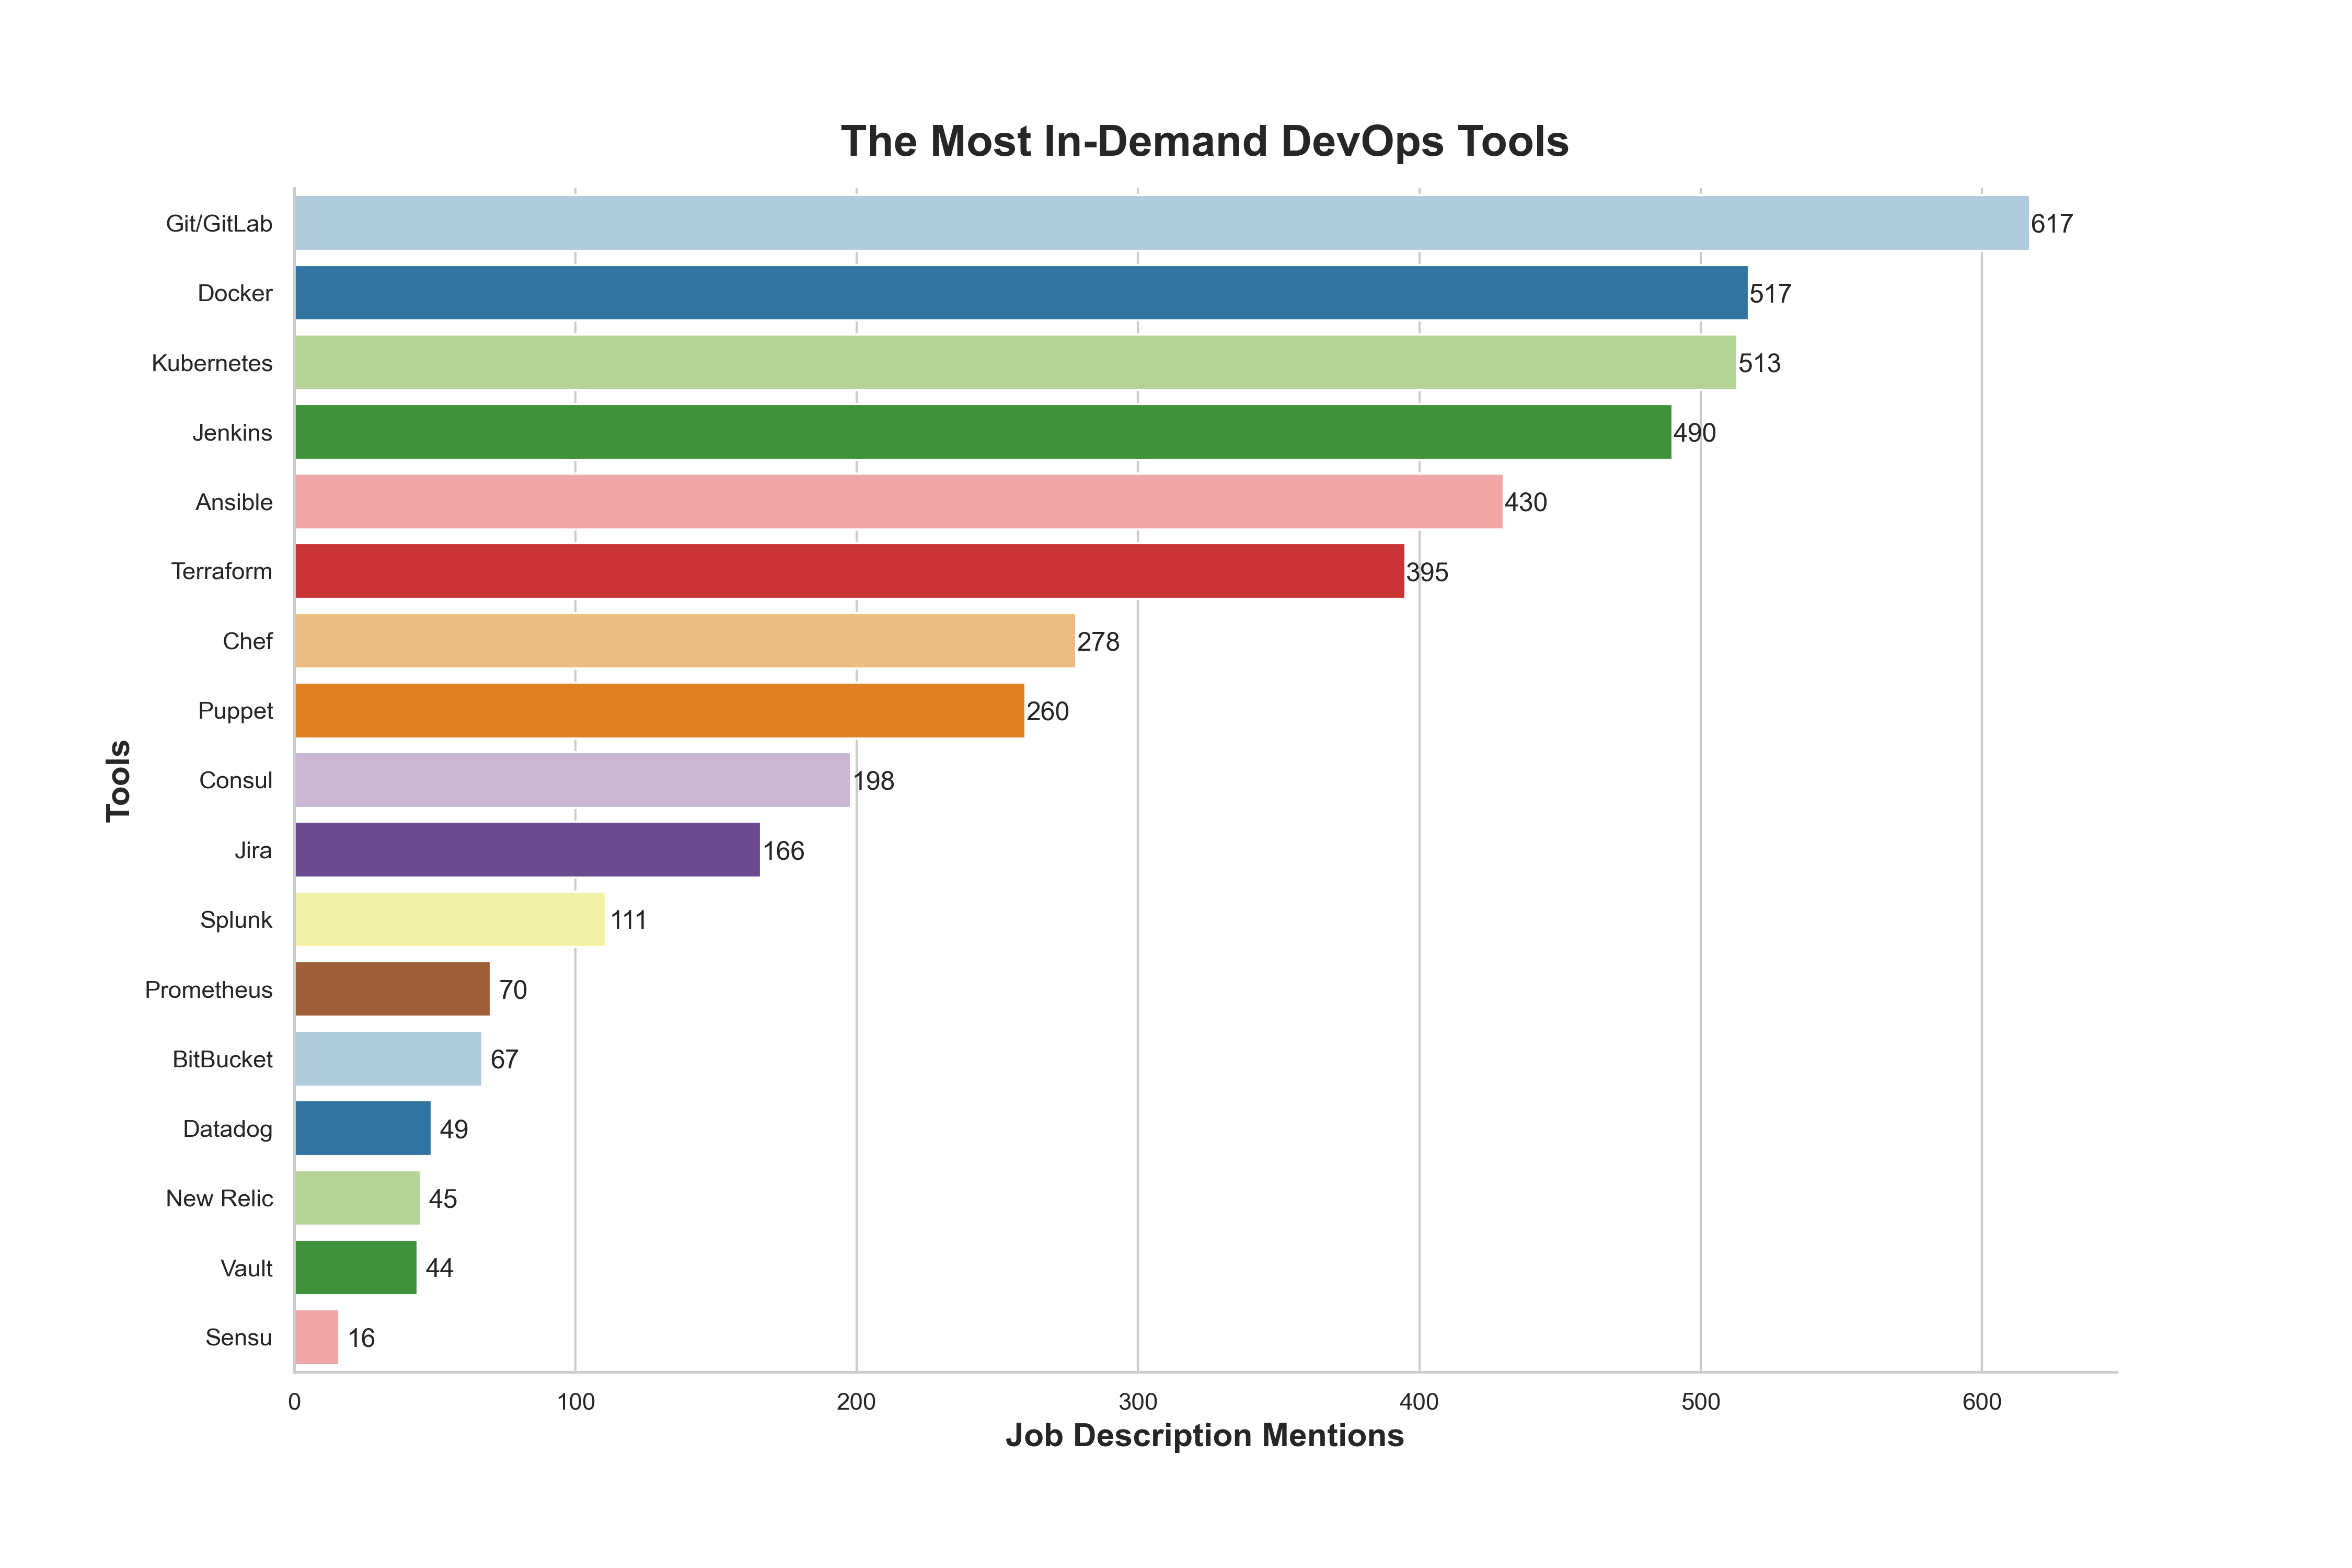 The Most In-Demand DevOps Tools
Git/GitLab 617
Docker 517
Kubernetes 513
Jenkins 490
Ansible 430
Terraform 395
Chef 278
Puppet 260
Consul 198
Jira 166
Splunk 111
Prometheus 70
BitBucket 67
Datadog 49
New Relic 45
Vault 44
Sensu 16
Tools
0 100 200 300 400 500 600
Job Description Mentions